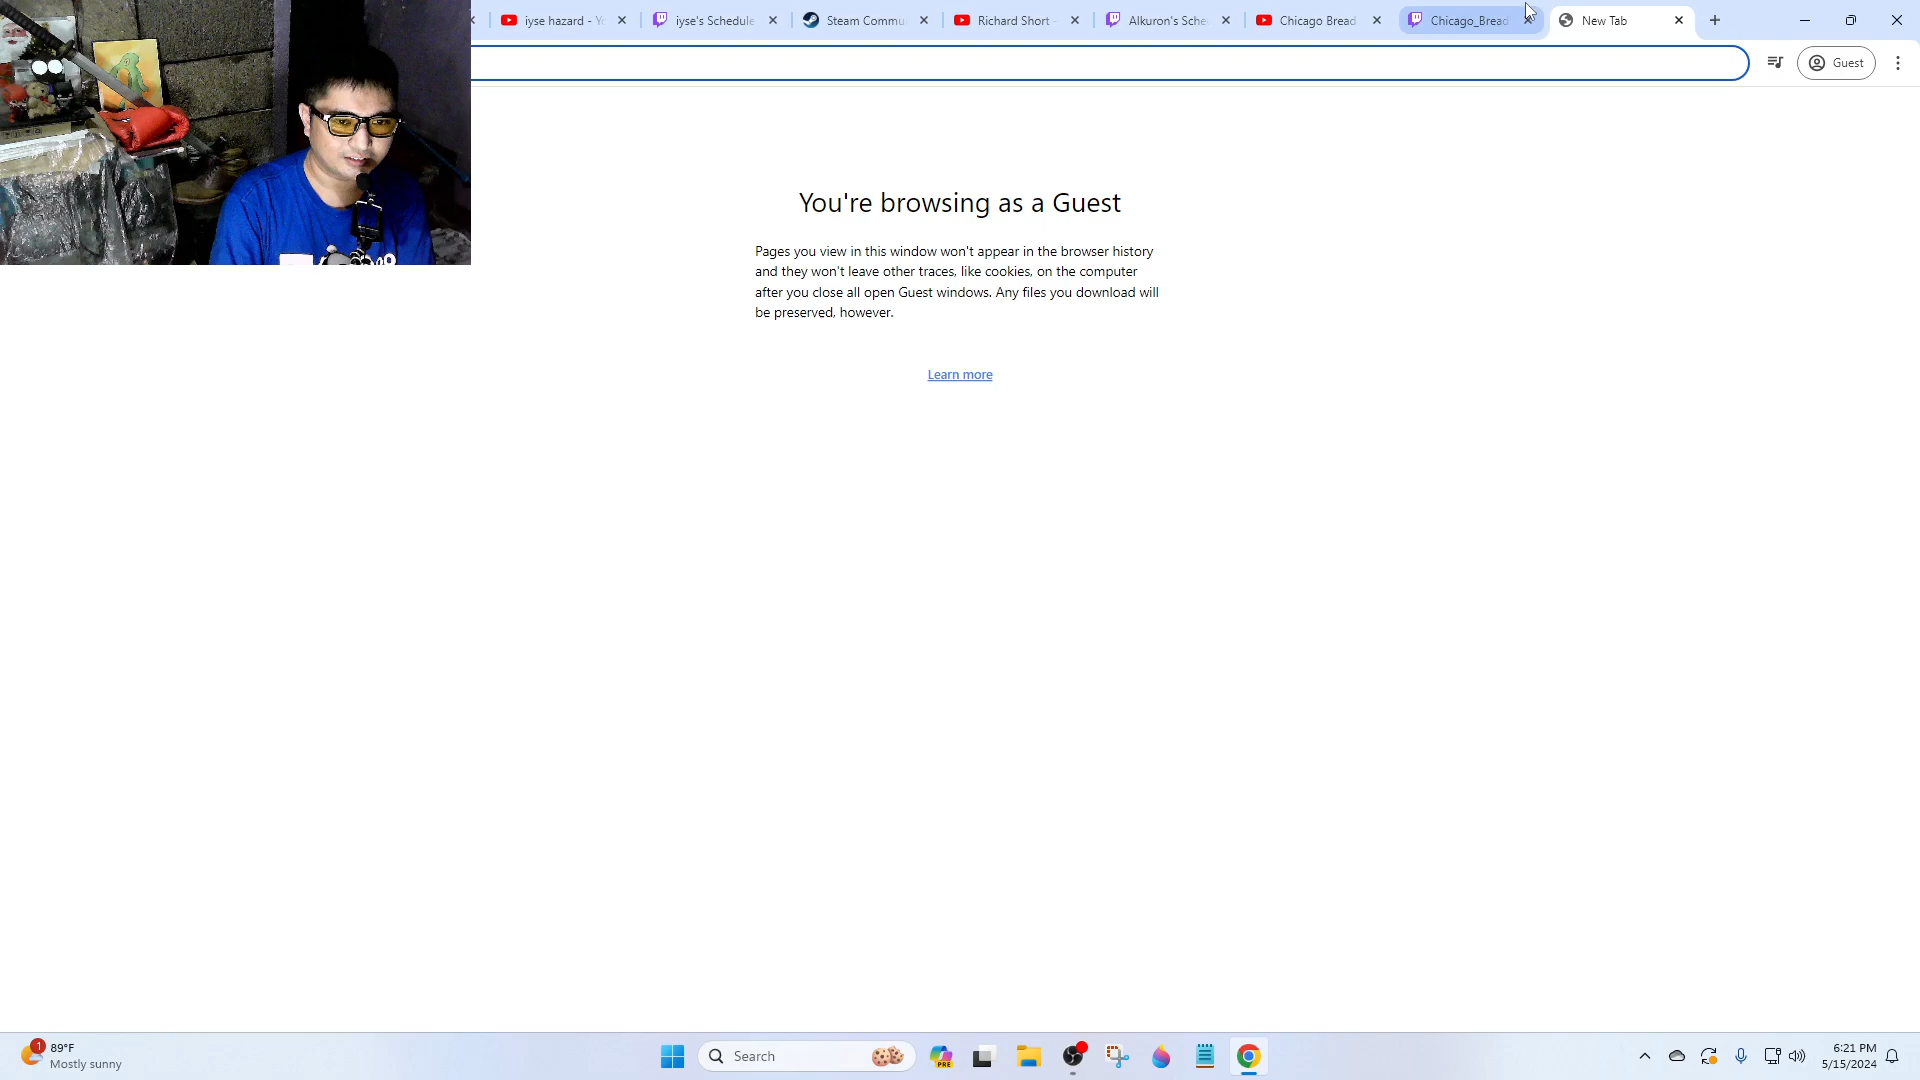 iyse hazard - Yo
iyse's Schedule
Steam Commu
Richard Short -
Alkuron's Sche
Chicago Bread
Chicago_Bread
New Tab
Guest
You're browsing as a Guest
Pages you view in this window won't appear in the browser history
and they won't leave other traces, like cookies, on the computer
after you close all open Guest windows. Any files you download will
be preserved, however.
Learn more
1
89°F
Mostly sunny
Search
PRE
6:21 PM
5/15/2024